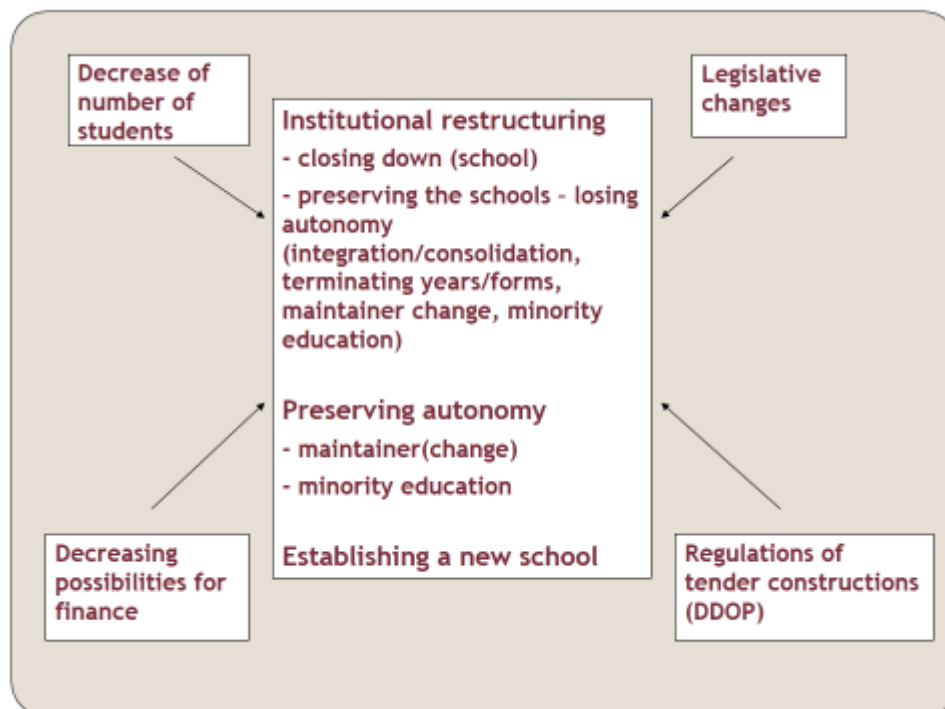 Decrease of
number of
students
Legislative
changes
Institutional restructuring
- closing down (school)
- preserving the schools - losing
autonomy
(integration/consolidation,
terminating years/forms,
maintainer change, minority
education)
Preserving autonomy
- maintainer(change)
- minority education
Establishing a new school
Decreasing
possibilities for
finance
Regulations of
tender constructions
(DDOP)